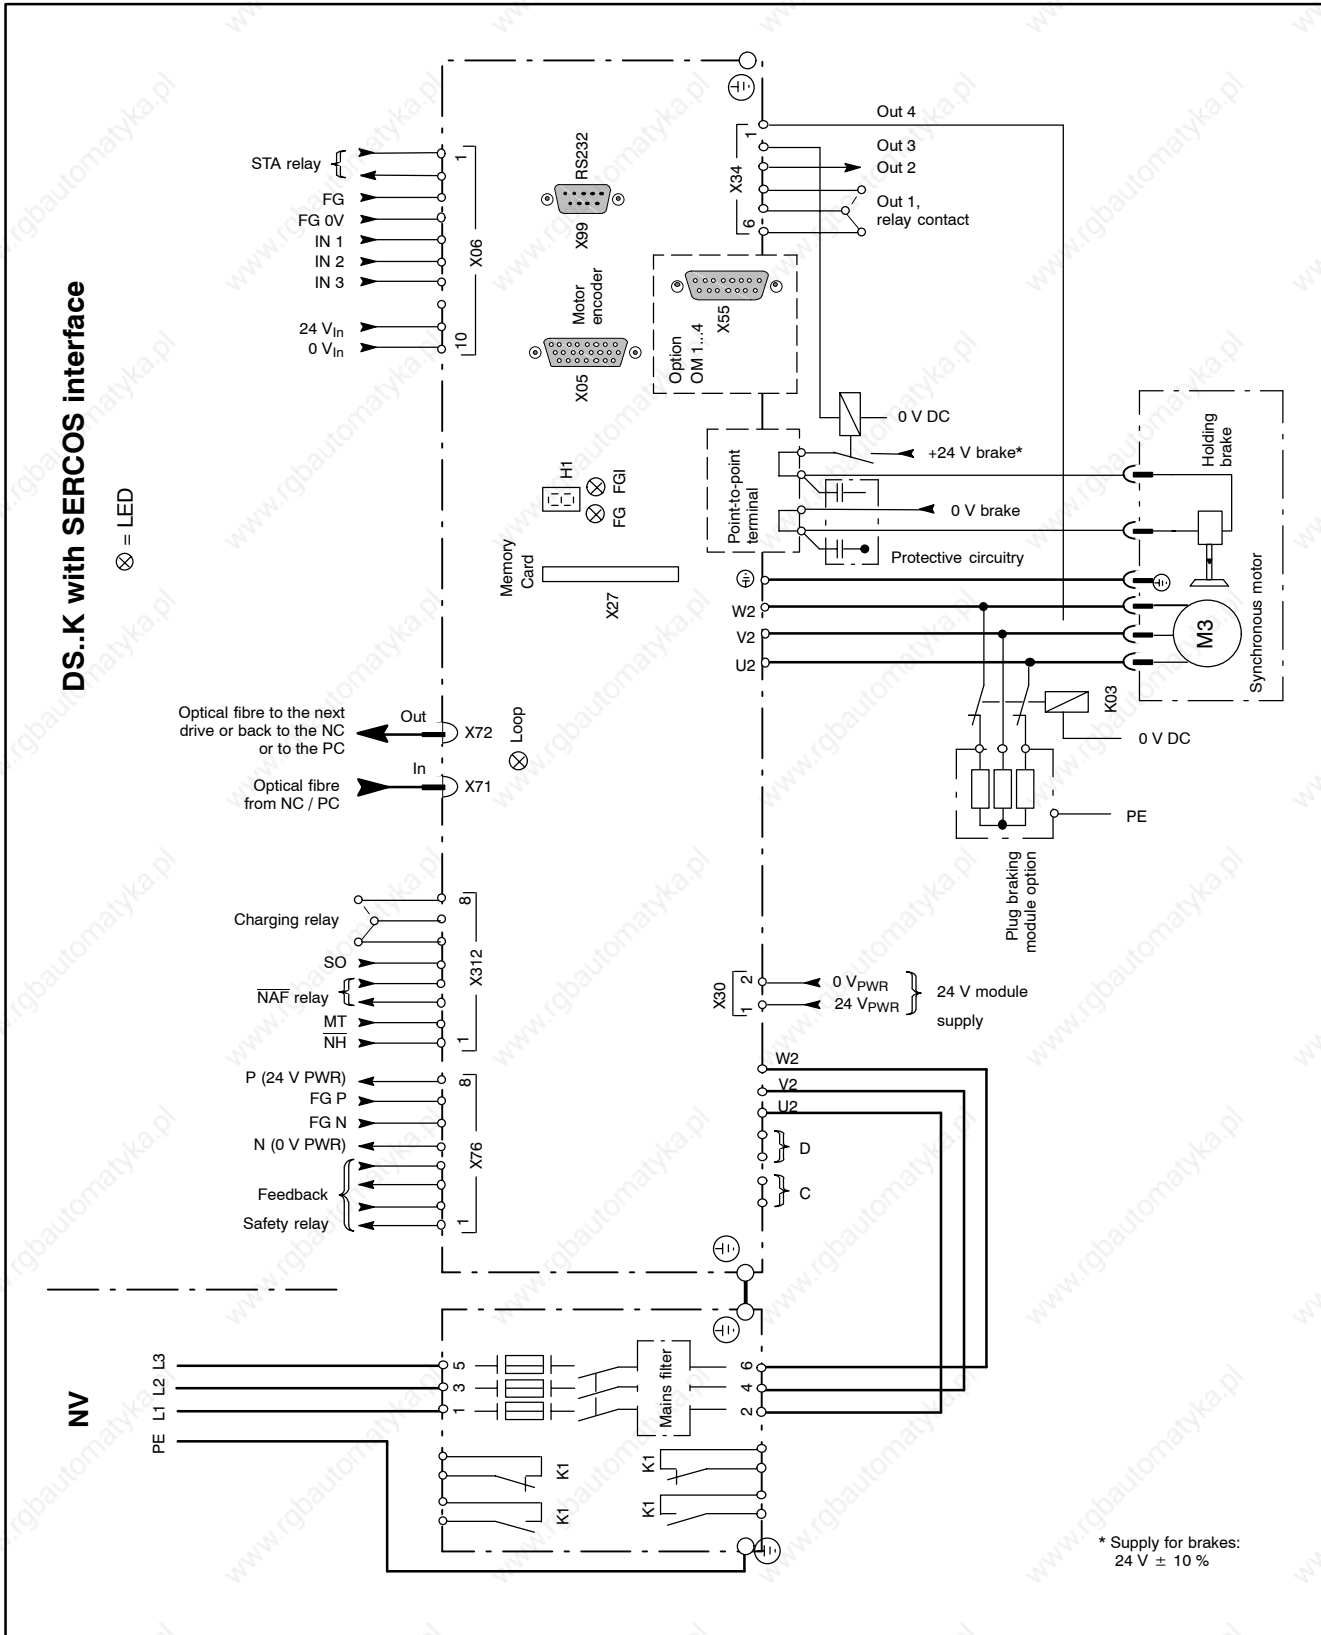 DS..K with SERCOS interface
⊗ = LED
STA relay
FG
FG 0V
IN 1
IN 2
IN 3
24 VIn
0 VIn
1
X06
10
RS232
X99
Motor
encoder
X05
Option
OM 1...4
X55
1
X34
6
Out 4
Out 3
Out 2
Out 1,
relay contact
0 V DC
+24 V brake*
0 V brake
Protective circuitry
Point-to-point
terminal
Holding
brake
H1
FG
FGI
Memory
Card
X27
W2
V2
U2
M3
Synchronous motor
K03
0 V DC
PE
Plug braking
module option
Optical fibre to the next
drive or back to the NC
or to the PC
Out
X72
Loop
Optical fibre
from NC / PC
In
X71
Charging relay
SO
NAF relay
MT
NH
8
X312
1
P (24 V PWR)
FG P
FG N
N (0 V PWR)
Feedback
Safety relay
8
X76
1
X30
2
1
0 VPWR
24 VPWR
24 V module
supply
W2
V2
U2
D
C
NV
L3
L2
L1
PE
5
3
1
Mains filter
6
4
2
K1
K1
K1
K1
* Supply for brakes:
24 V ± 10 %
www.rgbautomatyka.pl